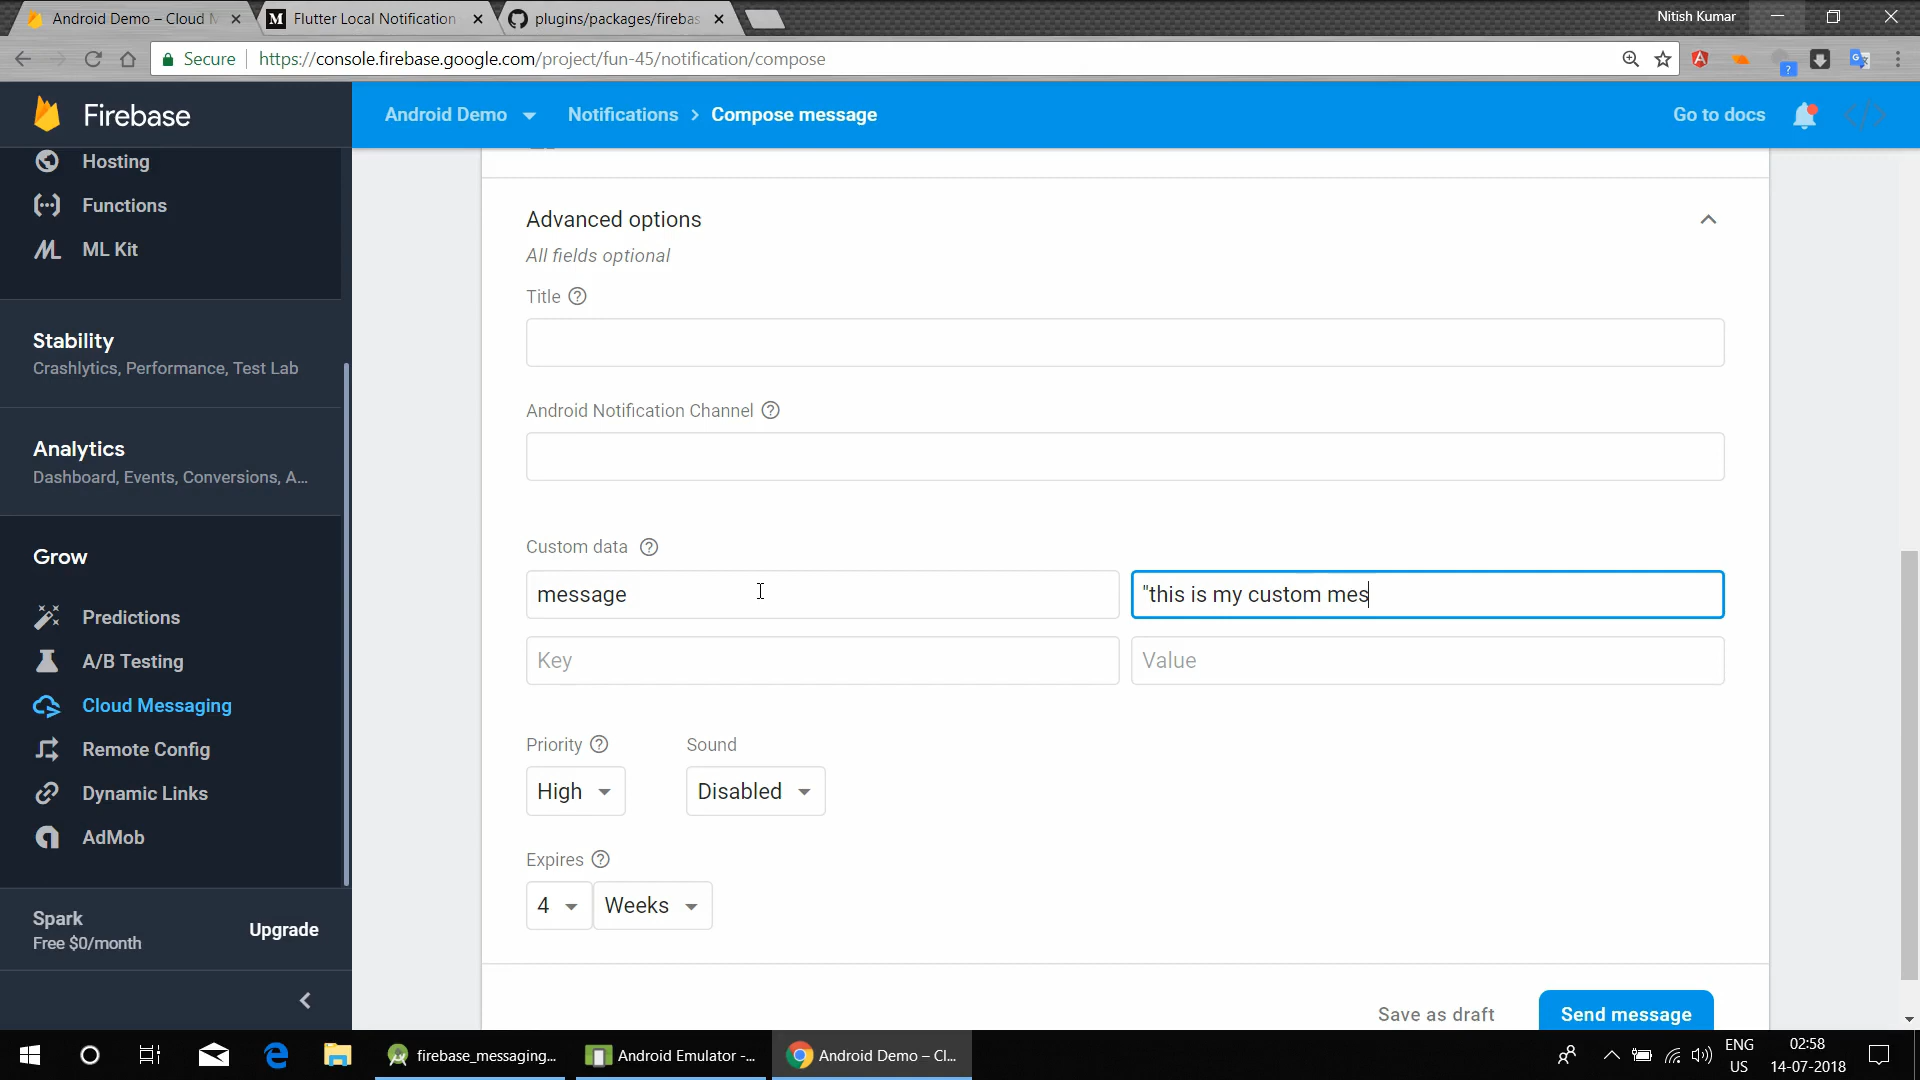 Android Demo – Cloud M
Flutter Local Notification
plugins/packages/firebas
Nitish Kumar
Secure
https://console.firebase.google.com/project/fun-45/notification/compose
Firebase
Android Demo
Notifications > Compose message
Go to docs
Hosting
Functions
ML Kit
Stability
Crashlytics, Performance, Test Lab
Analytics
Dashboard, Events, Conversions, A...
Grow
Predictions
A/B Testing
Cloud Messaging
Remote Config
Dynamic Links
AdMob
Spark
Free $0/month
Upgrade
Advanced options
All fields optional
Title
Android Notification Channel
Custom data
message
"this is my custom mes
Key
Value
Priority
Sound
High
Disabled
Expires
4
Weeks
Save as draft
Send message
firebase_messaging...
Android Emulator -...
Android Demo – Cl...
ENG
US
02:58
14-07-2018